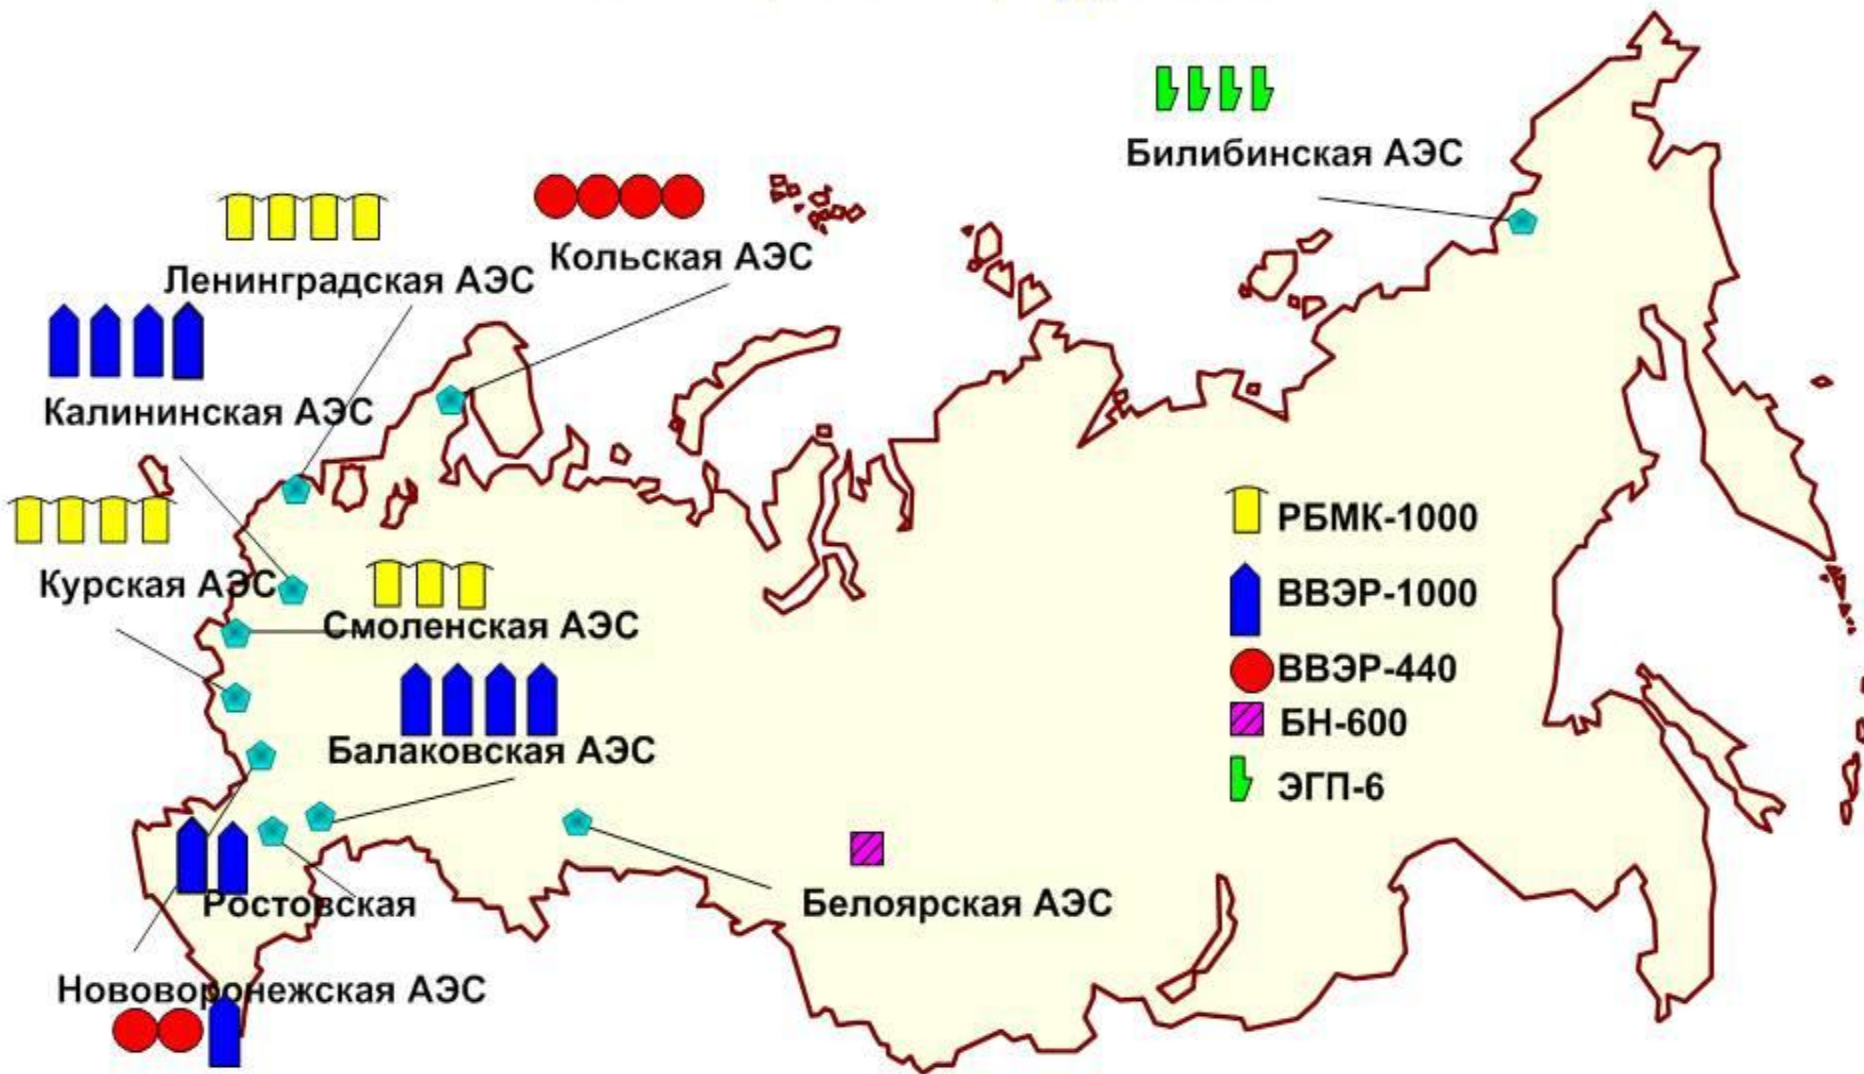 Билибинская АЭС
Кольская АЭС
Ленинградская АЭС
Калининская АЭС
Курская АЭС
Смоленская АЭС
Балаковская АЭС
Ростовская
Белоярская АЭС
Нововоронежская АЭС
РБМК-1000
ВВЭР-1000
ВВЭР-440
БН-600
ЭГП-6